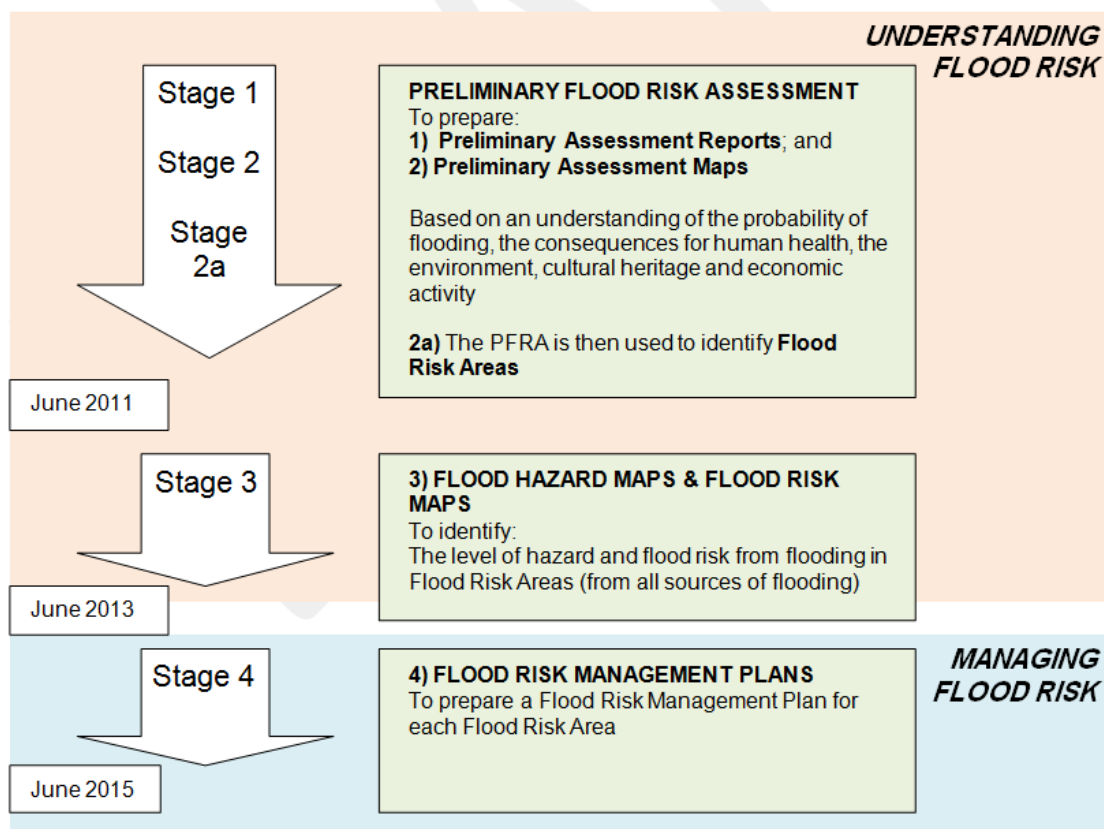 UNDERSTANDING
FLOOD RISK
Stage 1
Stage 2
Stage
2a
PRELIMINARY FLOOD RISK ASSESSMENT
To prepare:
1) Preliminary Assessment Reports; and
2) Preliminary Assessment Maps
Based on an understanding of the probability of
flooding, the consequences for human health, the
environment, cultural heritage and economic
activity
2a) The PFRA is then used to identify Flood
Risk Areas
June 2011
Stage 3
3) FLOOD HAZARD MAPS & FLOOD RISK
MAPS
To identify:
The level of hazard and flood risk from flooding in
Flood Risk Areas (from all sources of flooding)
June 2013
MANAGING
FLOOD RISK
Stage 4
4) FLOOD RISK MANAGEMENT PLANS
To prepare a Flood Risk Management Plan for
each Flood Risk Area
June 2015